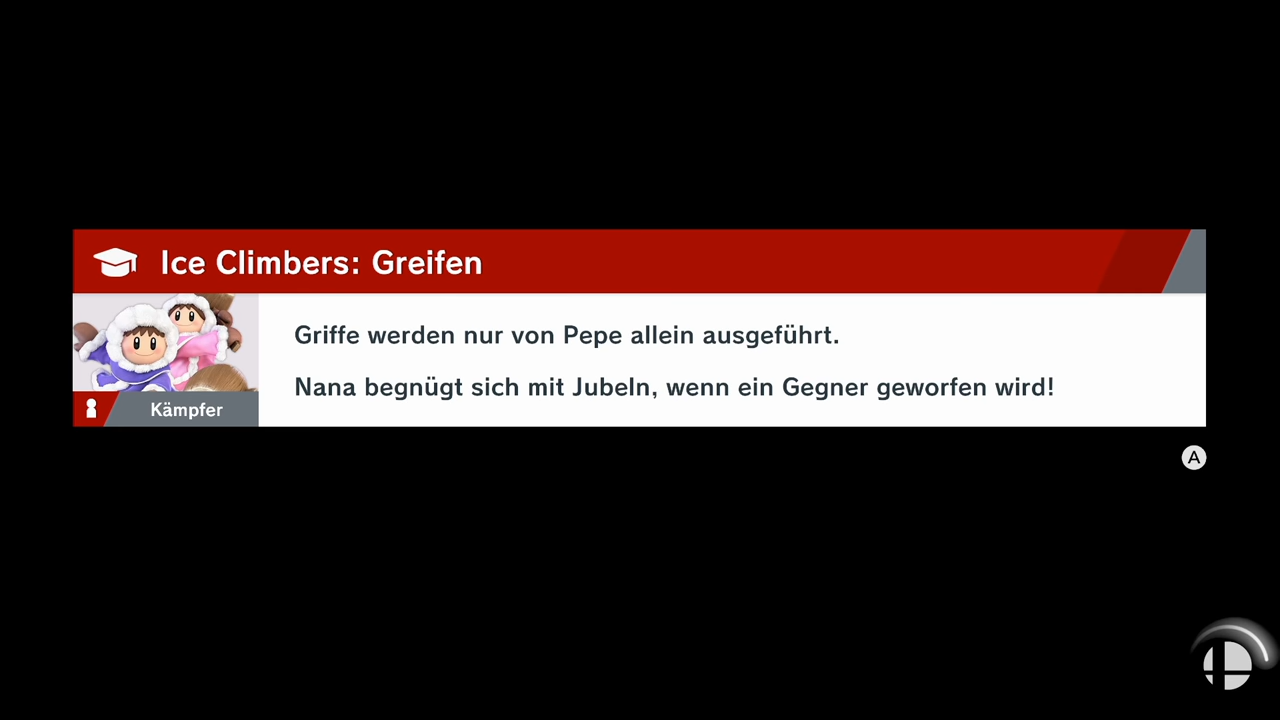 Ice Climbers: Greifen
Griffe werden nur von Pepe allein ausgeführt.
Nana begnügt sich mit Jubeln, wenn ein Gegner geworfen wird!
Kämpfer
A